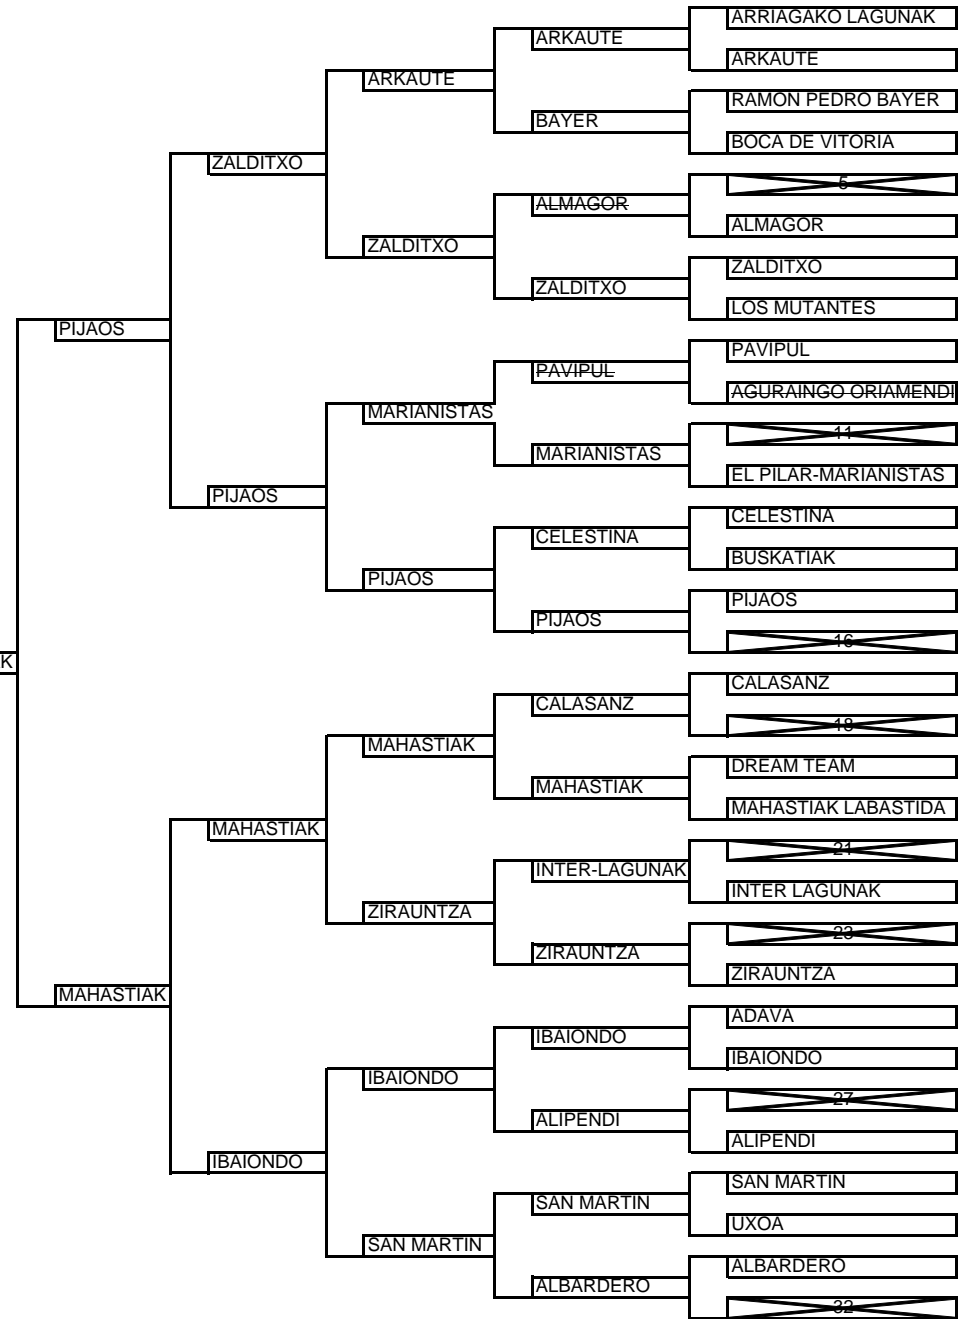 ARRIAGAKO LAGUNAK
ARKAUTE
ARKAUTE
ARKAUTE
RAMON PEDRO BAYER
BAYER
BOCA DE VITORIA
ZALDITXO
5
ALMAGOR
ALMAGOR
ZALDITXO
ZALDITXO
ZALDITXO
LOS MUTANTES
PIJAOS
PAVIPUL
PAVIPUL
AGURAINGO ORIAMENDI
MARIANISTAS
11
MARIANISTAS
EL PILAR-MARIANISTAS
PIJAOS
CELESTINA
CELESTINA
BUSKATIAK
PIJAOS
PIJAOS
PIJAOS
16
K
CALASANZ
CALASANZ
18
MAHASTIAK
DREAM TEAM
MAHASTIAK
MAHASTIAK LABASTIDA
MAHASTIAK
21
INTER-LAGUNAK
INTER LAGUNAK
ZIRAUNTZA
23
ZIRAUNTZA
ZIRAUNTZA
MAHASTIAK
ADAVA
IBAIONDO
IBAIONDO
IBAIONDO
27
ALIPENDI
ALIPENDI
IBAIONDO
SAN MARTIN
SAN MARTIN
UXOA
SAN MARTIN
ALBARDERO
ALBARDERO
32